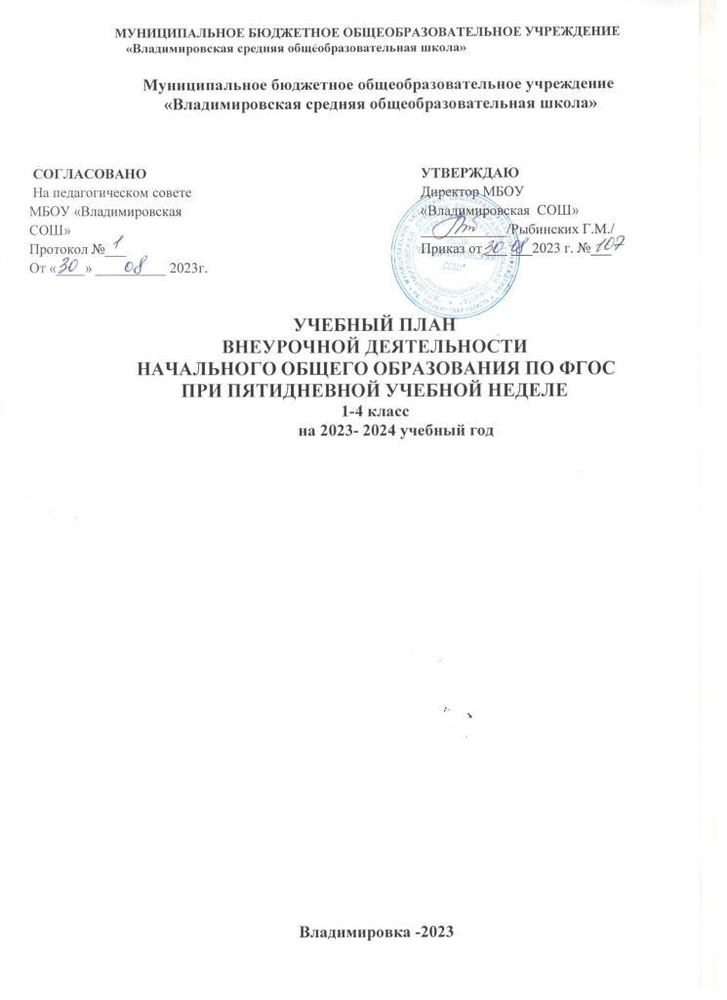 МУНИЦИПАЛЬНОЕ БЮДЖЕТНОЕ ОБЩЕОБРАЗОВАТЕЛЬНОЕ УЧРЕЖДЕНИЕ
«Владимировская средняя общеобразовательная школа»
Муниципальное бюджетное общеобразовательное учреждение
«Владимировская средняя общеобразовательная школа»
СОГЛАСОВАНО
На педагогическом совете
МБОУ «Владимировская
СОШ»
Протокол № 1
От «30» 08 2023г.
УТВЕРЖДАЮ
Директор МБОУ
«Владимировская СОШ»
/Рыбинских Г.М./
Приказ от 30 08 2023 г. № 107
УЧЕБНЫЙ ПЛАН
ВНЕУРОЧНОЙ ДЕЯТЕЛЬНОСТИ
НАЧАЛЬНОГО ОБЩЕГО ОБРАЗОВАНИЯ ПО ФГОС
ПРИ ПЯТИДНЕВНОЙ УЧЕБНОЙ НЕДЕЛЕ
1-4 класс
на 2023- 2024 учебный год
Владимировка -2023